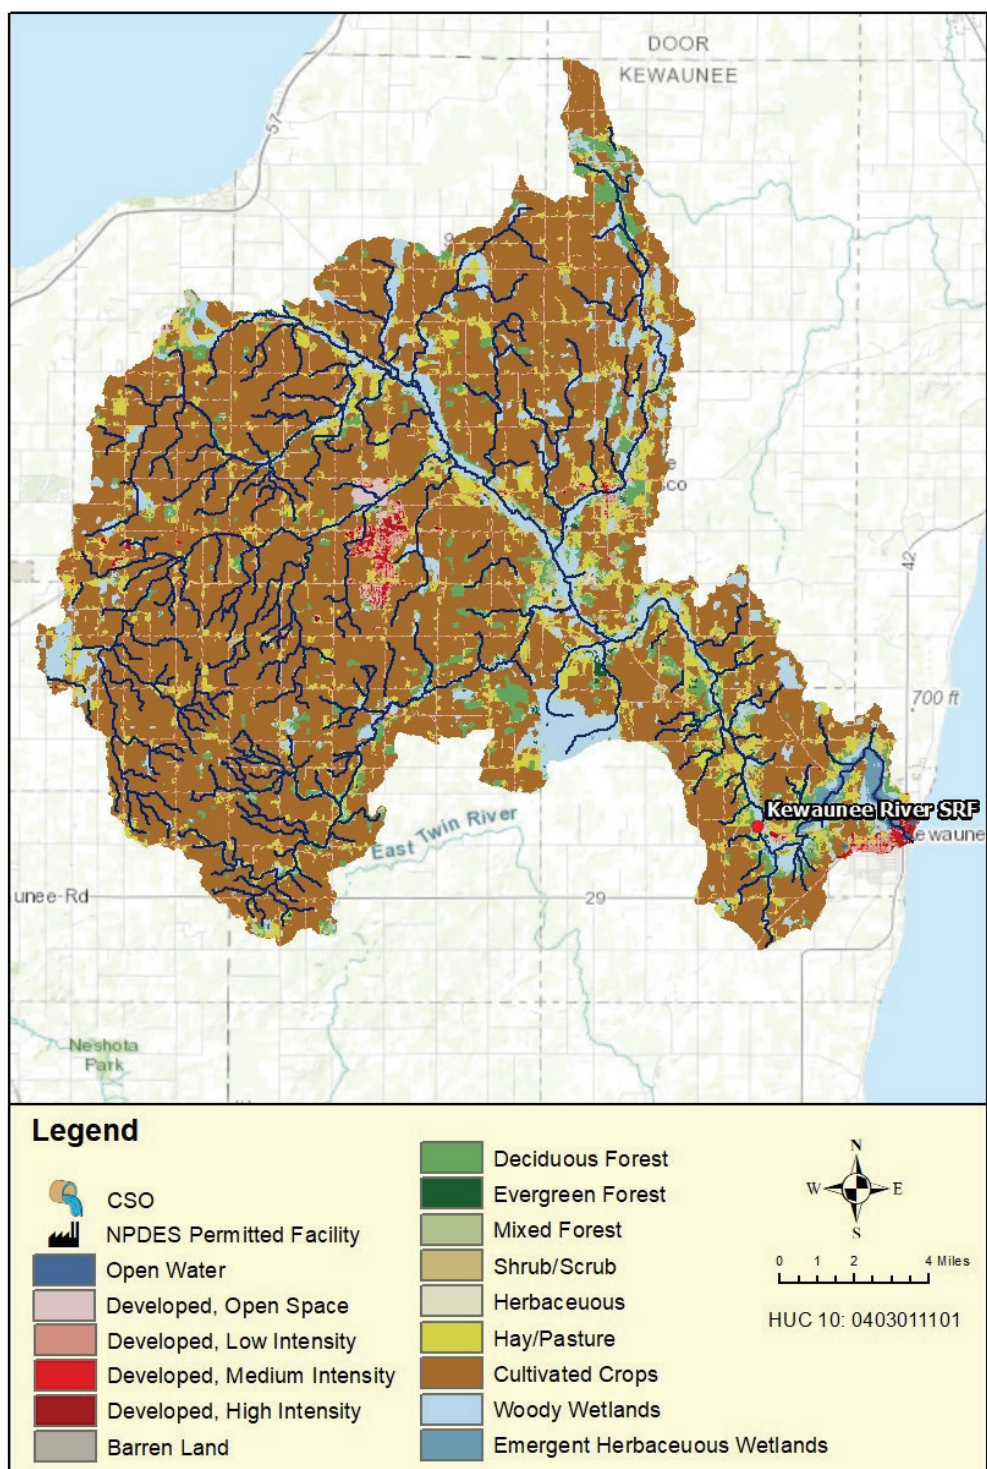 DOOR
KEWAUNEE
57
42
700 ft
Kewaunee River SRF
ewaune
East Twin River
unee-Rd
29
Neshota
Park
Legend
CSO
NPDES Permitted Facility
Open Water
Developed, Open Space
Developed, Low Intensity
Developed, Medium Intensity
Developed, High Intensity
Barren Land
Deciduous Forest
Evergreen Forest
Mixed Forest
Shrub/Scrub
Herbaceuous
Hay/Pasture
Cultivated Crops
Woody Wetlands
Emergent Herbaceuous Wetlands
N
W E
S
0 1 2 4 Miles
HUC 10: 0403011101